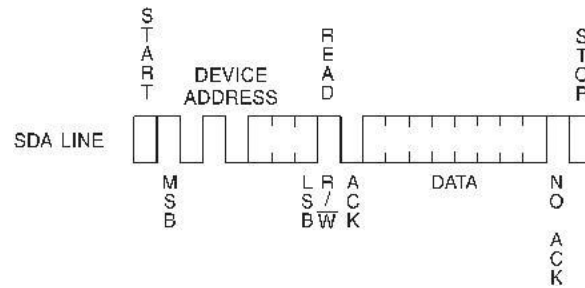 START
READ
STOP
DEVICE
ADDRESS
SDA LINE
MSB
LSB
R/W
ACK
DATA
NO ACK